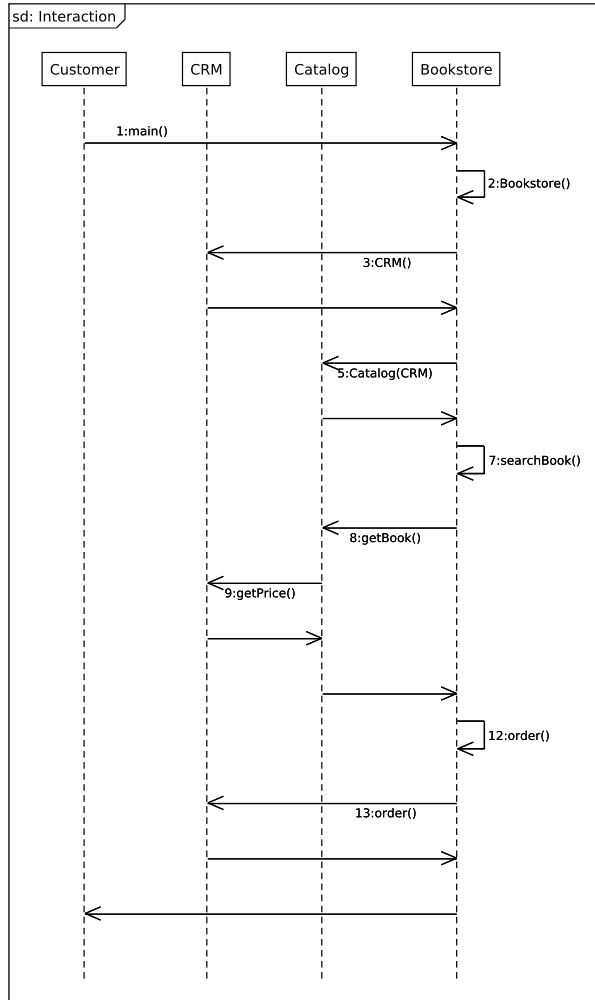 sd: Interaction
Customer
CRM
Catalog
Bookstore
1:main()
2:Bookstore()
3:CRM()
5:Catalog(CRM)
7:searchBook()
8:getBook()
9:getPrice()
12:order()
13:order()